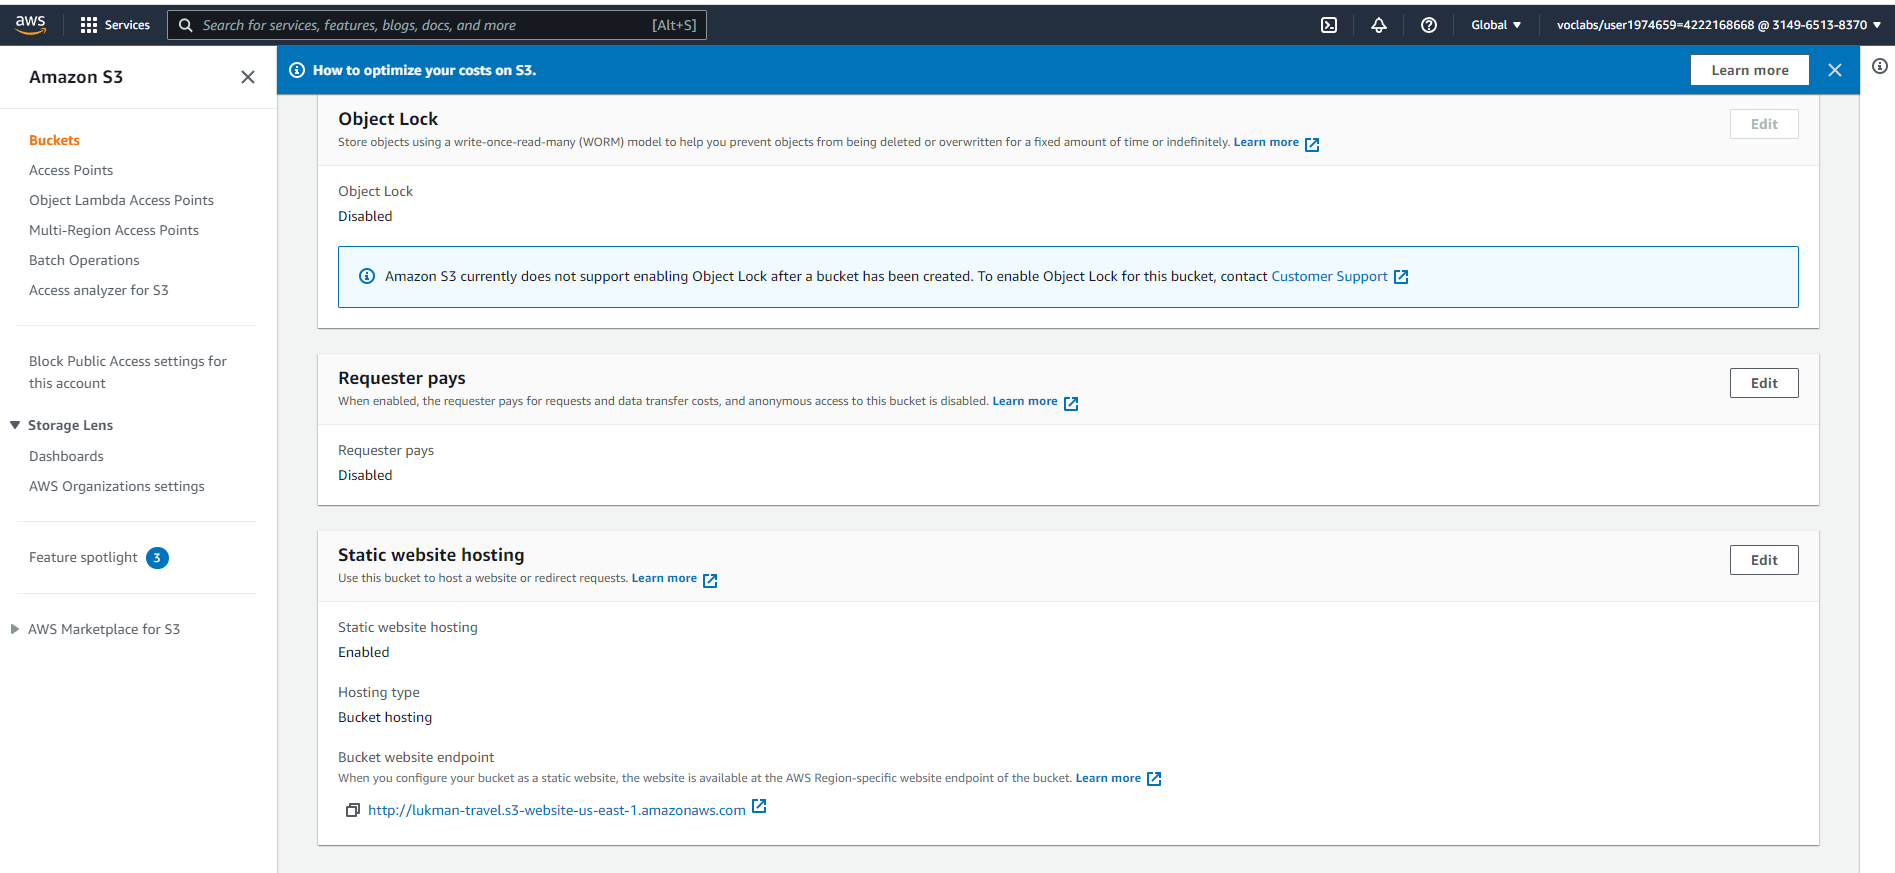 aws
Services
Search for services, features, blogs, docs, and more
[Alt+S]
Global
voclabs/user1974659=4222168668 @ 3149-6513-8370
Amazon S3
Buckets
Access Points
Object Lambda Access Points
Multi-Region Access Points
Batch Operations
Access analyzer for S3
Block Public Access settings for
this account
Storage Lens
Dashboards
AWS Organizations settings
Feature spotlight 3
AWS Marketplace for S3
How to optimize your costs on S3.
Learn more
Object Lock
Edit
Store objects using a write-once-read-many (WORM) model to help you prevent objects from being deleted or overwritten for a fixed amount of time or indefinitely. Learn more
Object Lock
Disabled
Amazon S3 currently does not support enabling Object Lock after a bucket has been created. To enable Object Lock for this bucket, contact Customer Support
Requester pays
Edit
When enabled, the requester pays for requests and data transfer costs, and anonymous access to this bucket is disabled. Learn more
Requester pays
Disabled
Static website hosting
Edit
Use this bucket to host a website or redirect requests. Learn more
Static website hosting
Enabled
Hosting type
Bucket hosting
Bucket website endpoint
When you configure your bucket as a static website, the website is available at the AWS Region-specific website endpoint of the bucket. Learn more
http://lukman-travel.s3-website-us-east-1.amazonaws.com